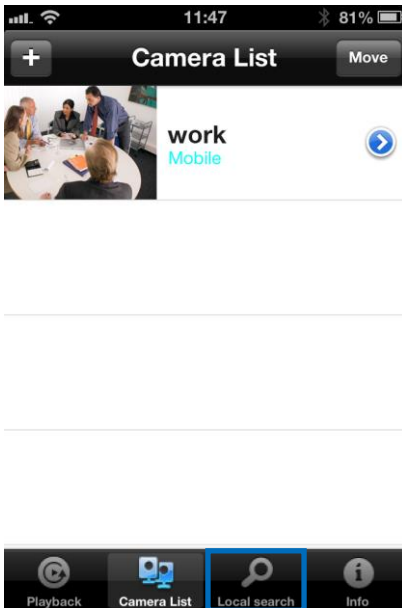 11:47 81%
+ Camera List Move
work
Mobile
Playback Camera List Local search Info